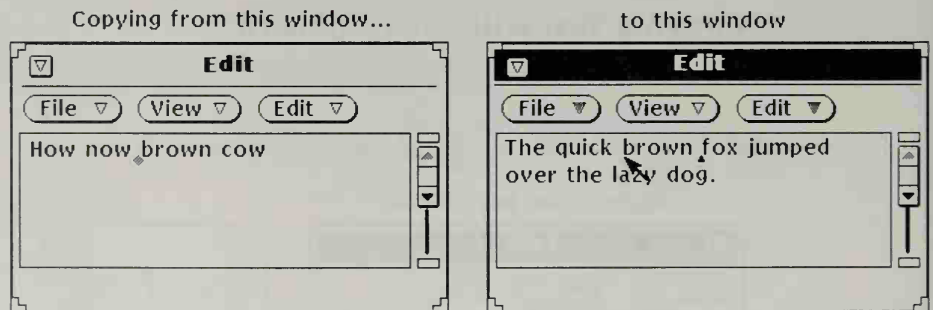 Copying from this window...
to this window
Edit
File View Edit
How now brown cow
Edit
File View Edit
The quick brown fox jumped
over the lazy dog.